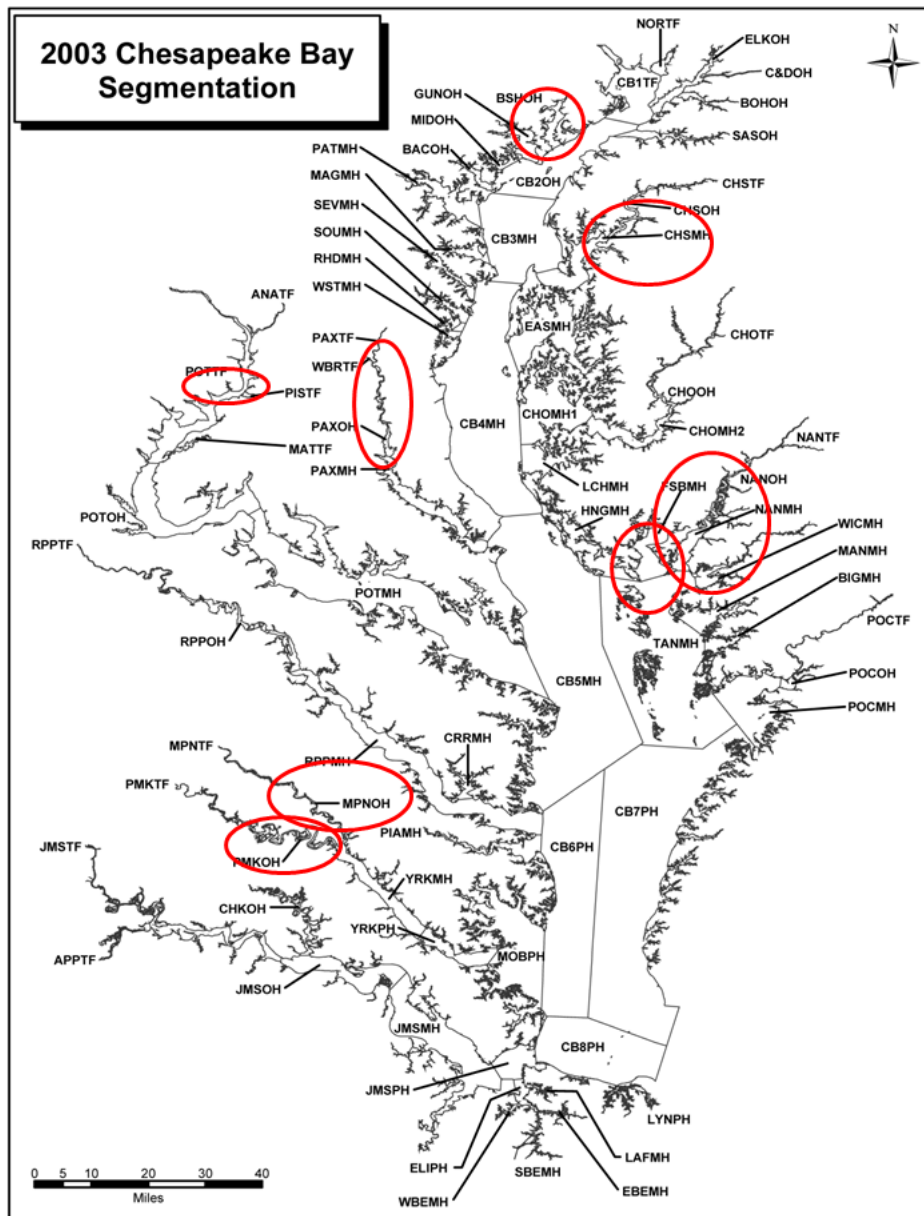 2003 Chesapeake Bay
Segmentation
NORTF
ELKOH
CB1TF
C&DOH
BSHOH
GUNOH
BOHOH
MIDOH
SASOH
BACOH
PATMH
CB2OH
CHSTF
MAGMH
SEVMH
CHSOH
SOUMH
CB3MH
CHSMH
RHDMH
WSTMH
ANATF
EASMH
PAXTF
CHOTF
WBRTF
POTTF
PISTF
CHOOH
CHOMH1
CB4MH
PAXOH
CHOMH2
MATTF
NANTF
PAXMH
LCHMH
NANOH
FSBMH
POTOH
HNGMH
NANMH
WICMH
RPPTF
MANMH
BIGMH
POTMH
POCTF
TANMH
RPPOH
POCOH
CB5MH
POCMH
CRRMH
MPNTF
RPPMH
PMKTF
MPNOH
CB7PH
PIAMH
JMSTF
CB6PH
PMKOH
YRKMH
CHKOH
YRKPH
MOBPH
APPTF
JMSOH
JMSMH
CB8PH
JMSPH
LYNPH
LAFMH
ELIPH
SBEMH
EBEMH
WBEMH
0 5 10 20 30 40
Miles
N